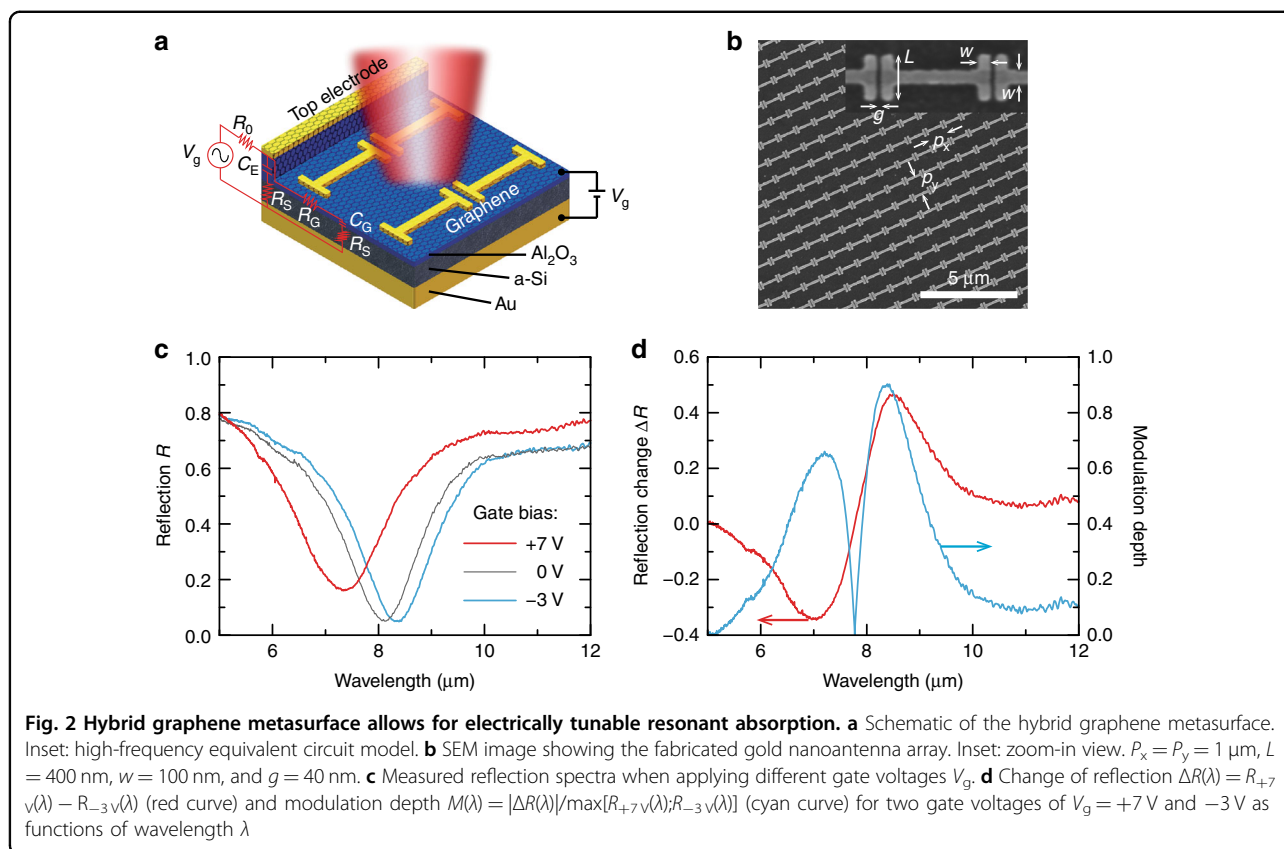 a
Top electrode
R0
Vg
CE
RS
RG
CG
RS
Graphene
Vg
Al2O3
a-Si
Au
b
L
w
w
g
px
py
5 μm
c
1.0
0.8
0.6
0.4
0.2
0.0
Reflection R
Gate bias:
+7 V
0 V
−3 V
6 8 10 12
Wavelength (μm)
d
0.6
0.4
0.2
0.0
−0.2
−0.4
Reflection change ΔR
1.0
0.8
0.6
0.4
0.2
0.0
Modulation depth
6 8 10 12
Wavelength (μm)
Fig. 2 Hybrid graphene metasurface allows for electrically tunable resonant absorption. a Schematic of the hybrid graphene metasurface.
Inset: high-frequency equivalent circuit model. b SEM image showing the fabricated gold nanoantenna array. Inset: zoom-in view. Px = Py = 1 μm, L
= 400 nm, w = 100 nm, and g = 40 nm. c Measured reflection spectra when applying different gate voltages Vg. d Change of reflection ΔR(λ) = R+7
V(λ) − R−3 V(λ) (red curve) and modulation depth M(λ) = |ΔR(λ)|/max[R+7 V(λ);R−3 V(λ)] (cyan curve) for two gate voltages of Vg = +7 V and −3 V as
functions of wavelength λ